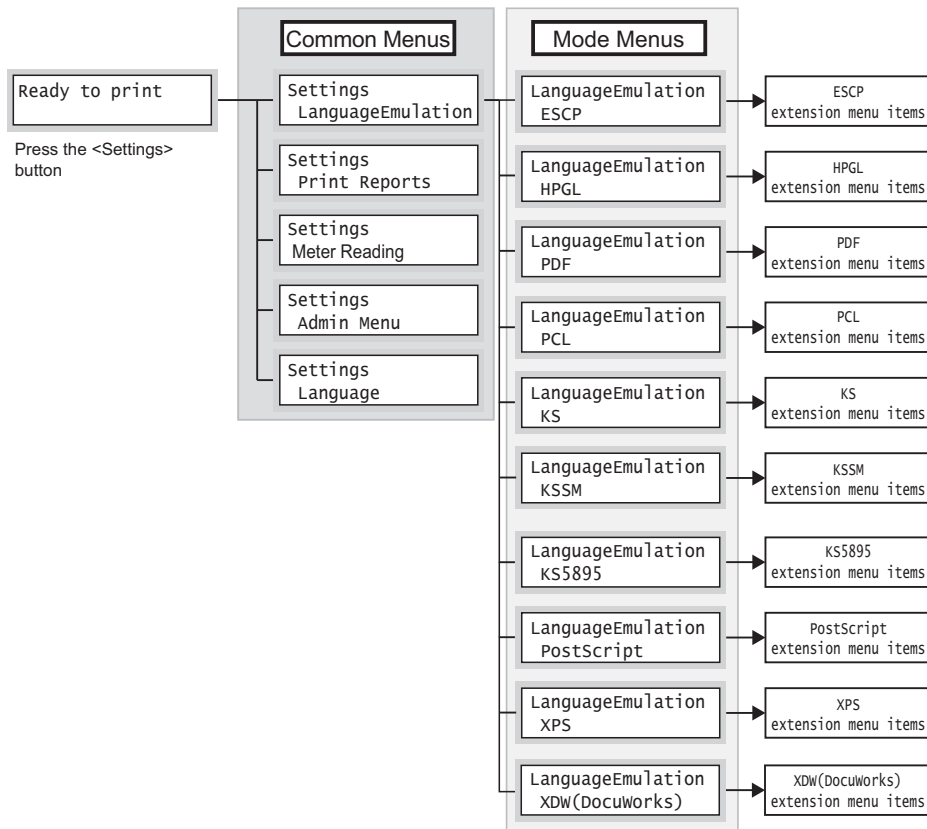 Common Menus
Mode Menus
Ready to print
Press the <Settings>
button
Settings
LanguageEmulation
Settings
Print Reports
Settings
Meter Reading
Settings
Admin Menu
Settings
Language
LanguageEmulation
ESCP
LanguageEmulation
HPGL
LanguageEmulation
PDF
LanguageEmulation
PCL
LanguageEmulation
KS
LanguageEmulation
KSSM
LanguageEmulation
KS5895
LanguageEmulation
PostScript
LanguageEmulation
XPS
LanguageEmulation
XDW(DocuWorks)
ESCP
extension menu items
HPGL
extension menu items
PDF
extension menu items
PCL
extension menu items
KS
extension menu items
KSSM
extension menu items
KS5895
extension menu items
PostScript
extension menu items
XPS
extension menu items
XDW(DocuWorks)
extension menu items